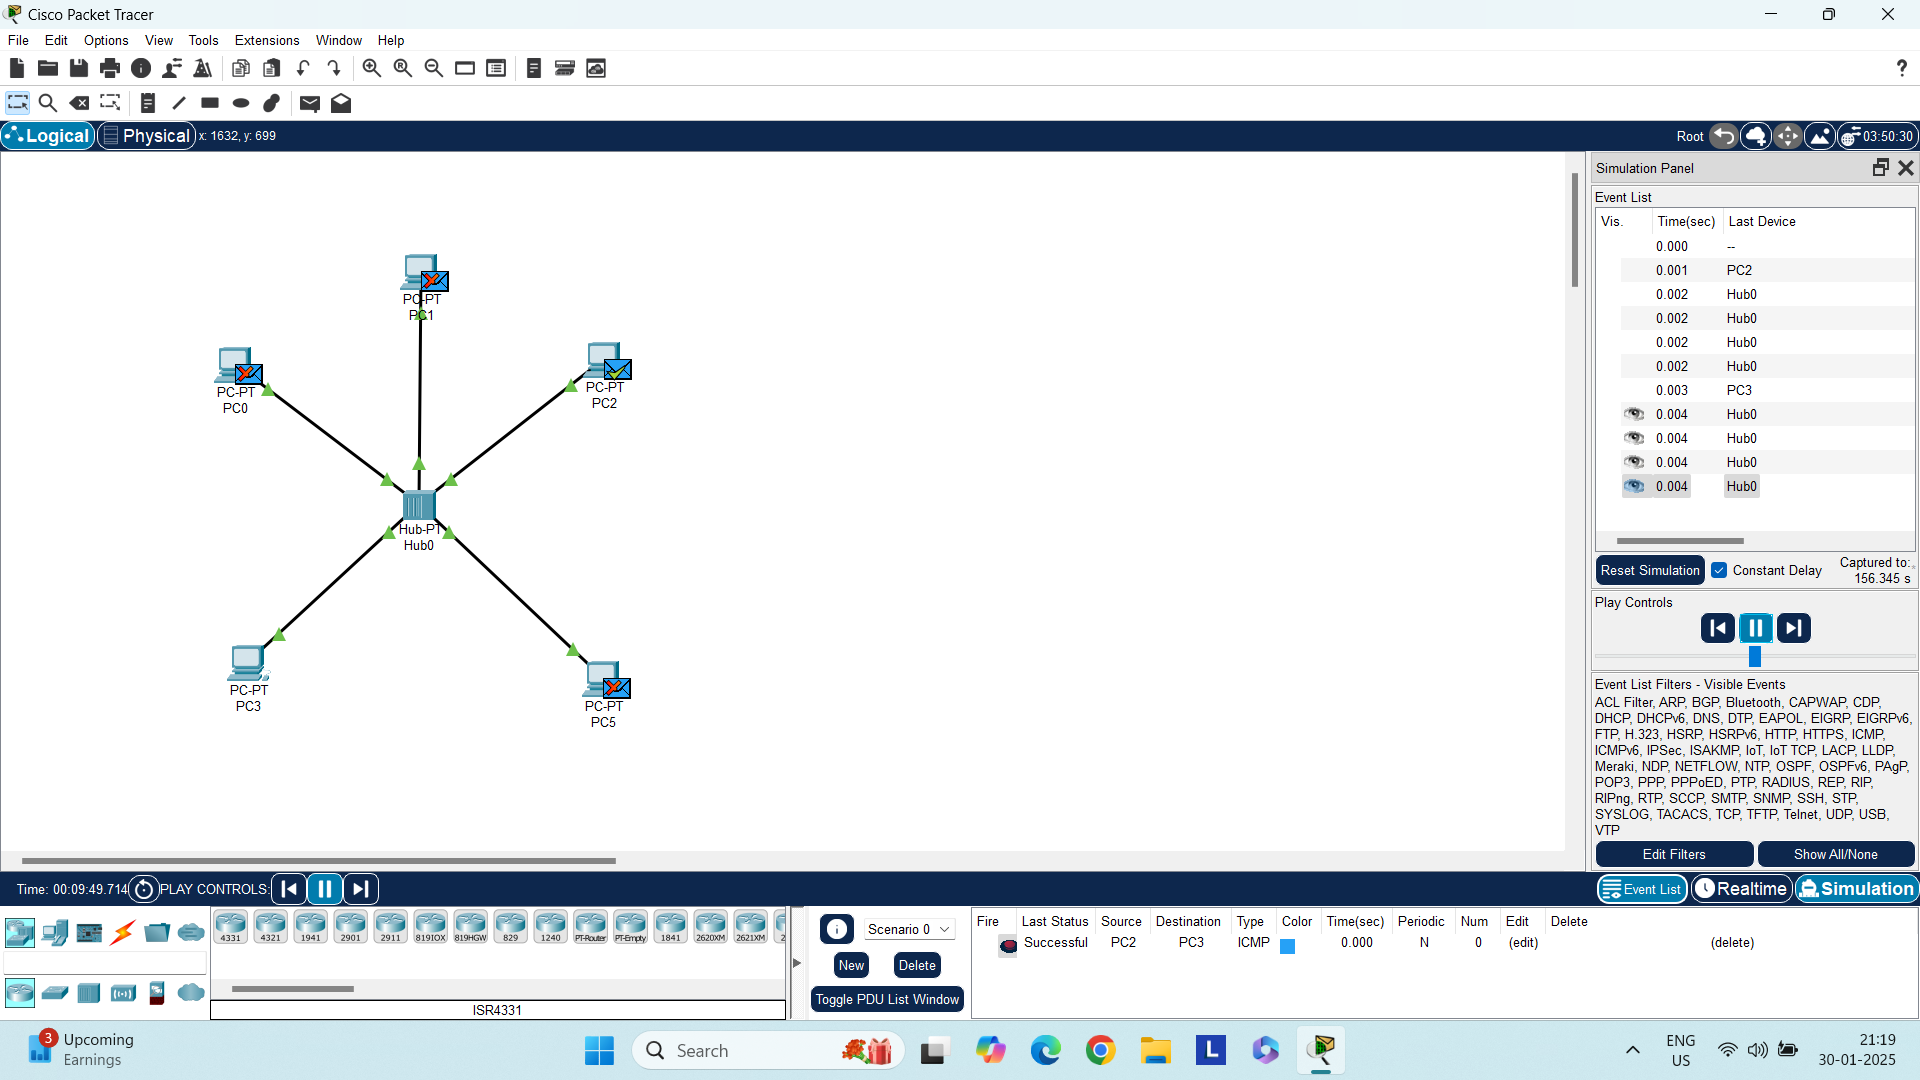 Cisco Packet Tracer
File Edit Options View Tools Extensions Window Help
?
Logical Physical x: 1632, y: 699
Root 03:50:30
PC-PT
PC1
PC-PT
PC0
PC-PT
PC2
Hub-PT
Hub0
PC-PT
PC3
PC-PT
PC5
Simulation Panel
Event List
Vis. Time(sec) Last Device
0.000 --
0.001 PC2
0.002 Hub0
0.002 Hub0
0.002 Hub0
0.002 Hub0
0.003 PC3
0.004 Hub0
0.004 Hub0
0.004 Hub0
0.004 Hub0
Reset Simulation Constant Delay Captured to:
156.345 s
Play Controls
Event List Filters - Visible Events
ACL Filter, ARP, BGP, Bluetooth, CAPWAP, CDP,
DHCP, DHCPv6, DNS, DTP, EAPOL, EIGRP, EIGRPv6,
FTP, H.323, HSRP, HSRPv6, HTTP, HTTPS, ICMP,
ICMPv6, IPSec, ISAKMP, IoT, IoT TCP, LACP, LLDP,
Meraki, NDP, NETFLOW, NTP, OSPF, OSPFv6, PAgP,
POP3, PPP, PPPoED, PTP, RADIUS, REP, RIP,
RIPng, RTP, SCCP, SMTP, SNMP, SSH, STP,
SYSLOG, TACACS, TCP, TFTP, Telnet, UDP, USB,
VTP
Edit Filters Show All/None
Time: 00:09:49.714 PLAY CONTROLS:
Event List Realtime Simulation
4331 4321 1941 2901 2911 819IOX 819HGW 829 1240 PT-Router PT-Empty 1841 2620XM 2621XM 2
ISR4331
Scenario 0
New Delete
Toggle PDU List Window
Fire Last Status Source Destination Type Color Time(sec) Periodic Num Edit Delete
Successful PC2 PC3 ICMP 0.000 N 0 (edit) (delete)
3
Upcoming
Earnings
Search
L
ENG
US
21:19
30-01-2025